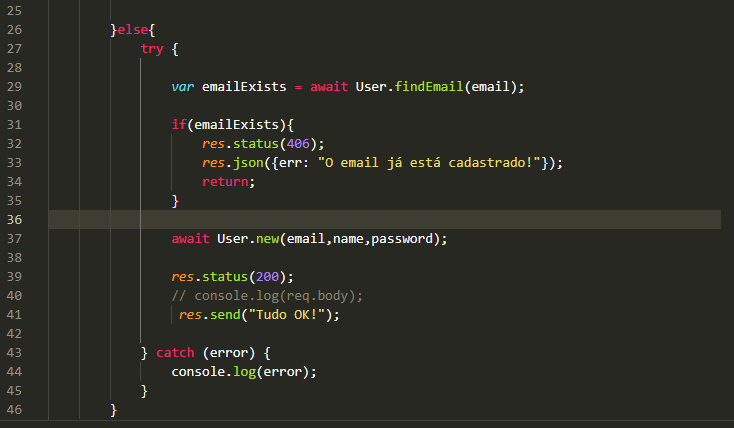 25
26 }else{
27 try {
28
29 var emailExists = await User.findEmail(email);
30
31 if(emailExists){
32 res.status(406);
33 res.json({err: "O email já está cadastrado!"});
34 return;
35 }
36
37 await User.new(email,name,password);
38
39 res.status(200);
40 // console.log(req.body);
41 res.send("Tudo OK!");
42
43 } catch (error) {
44 console.log(error);
45 }
46 }